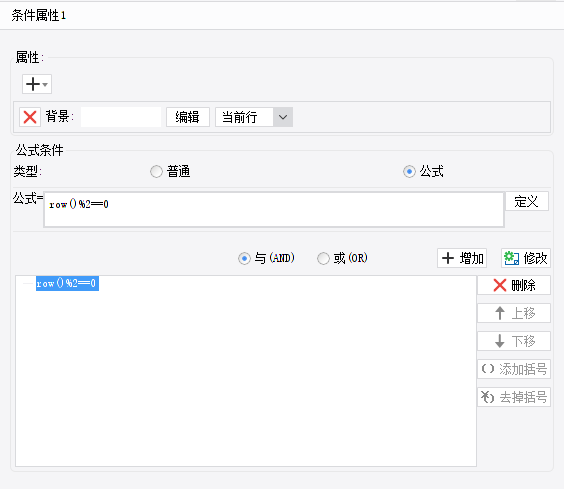 条件属性1
属性:
背景: 编辑 当前行
公式条件
类型: 普通 公式
公式= row()%2==0 定义
与(AND) 或(OR) 增加 修改
row()%2==0
删除
上移
下移
添加括号
去掉括号